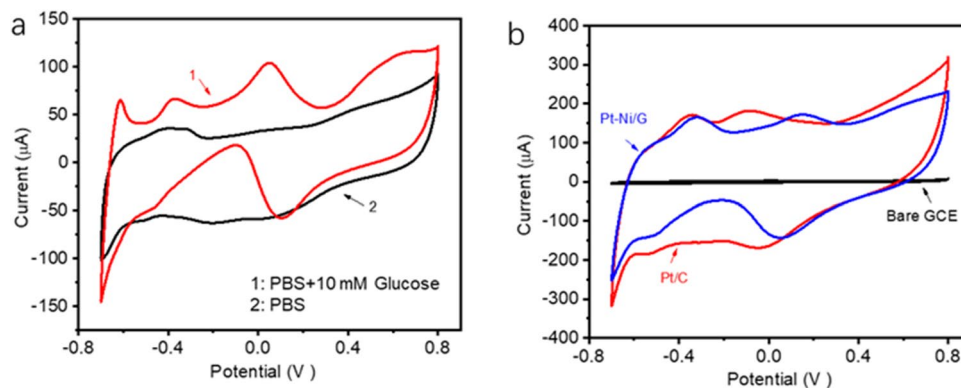 a
150
100
50
0
-50
-100
-150
Current (µA)
1
2
1: PBS+10 mM Glucose
2: PBS
-0.8
-0.4
0.0
0.4
0.8
Potential (V )
b
400
300
200
100
0
-100
-200
-300
-400
Current (µA)
Pt-Ni/G
Bare GCE
Pt/C
-0.8
-0.4
0.0
0.4
0.8
Potential (V )